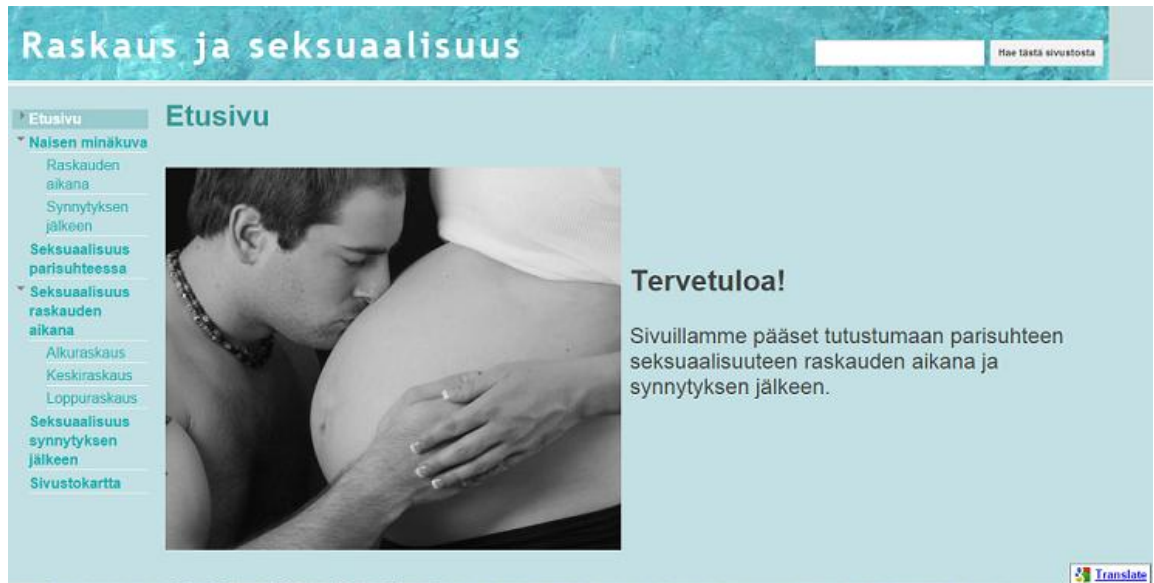 Raskaus ja seksuaalisuus
Hae tästä sivustosta
Etusivu
Naisen minäkuva
Raskauden
aikana
Synnytyksen
jälkeen
Seksuaalisuus
parisuhteessa
Seksuaalisuus
raskauden
aikana
Alkuraskaus
Keskiraskaus
Loppuraskaus
Seksuaalisuus
synnytyksen
jälkeen
Sivustokartta
Etusivu
Tervetuloa!
Sivuillamme pääset tutustumaan parisuhteen
seksuaalisuuteen raskauden aikana ja
synnytyksen jälkeen.
Translate